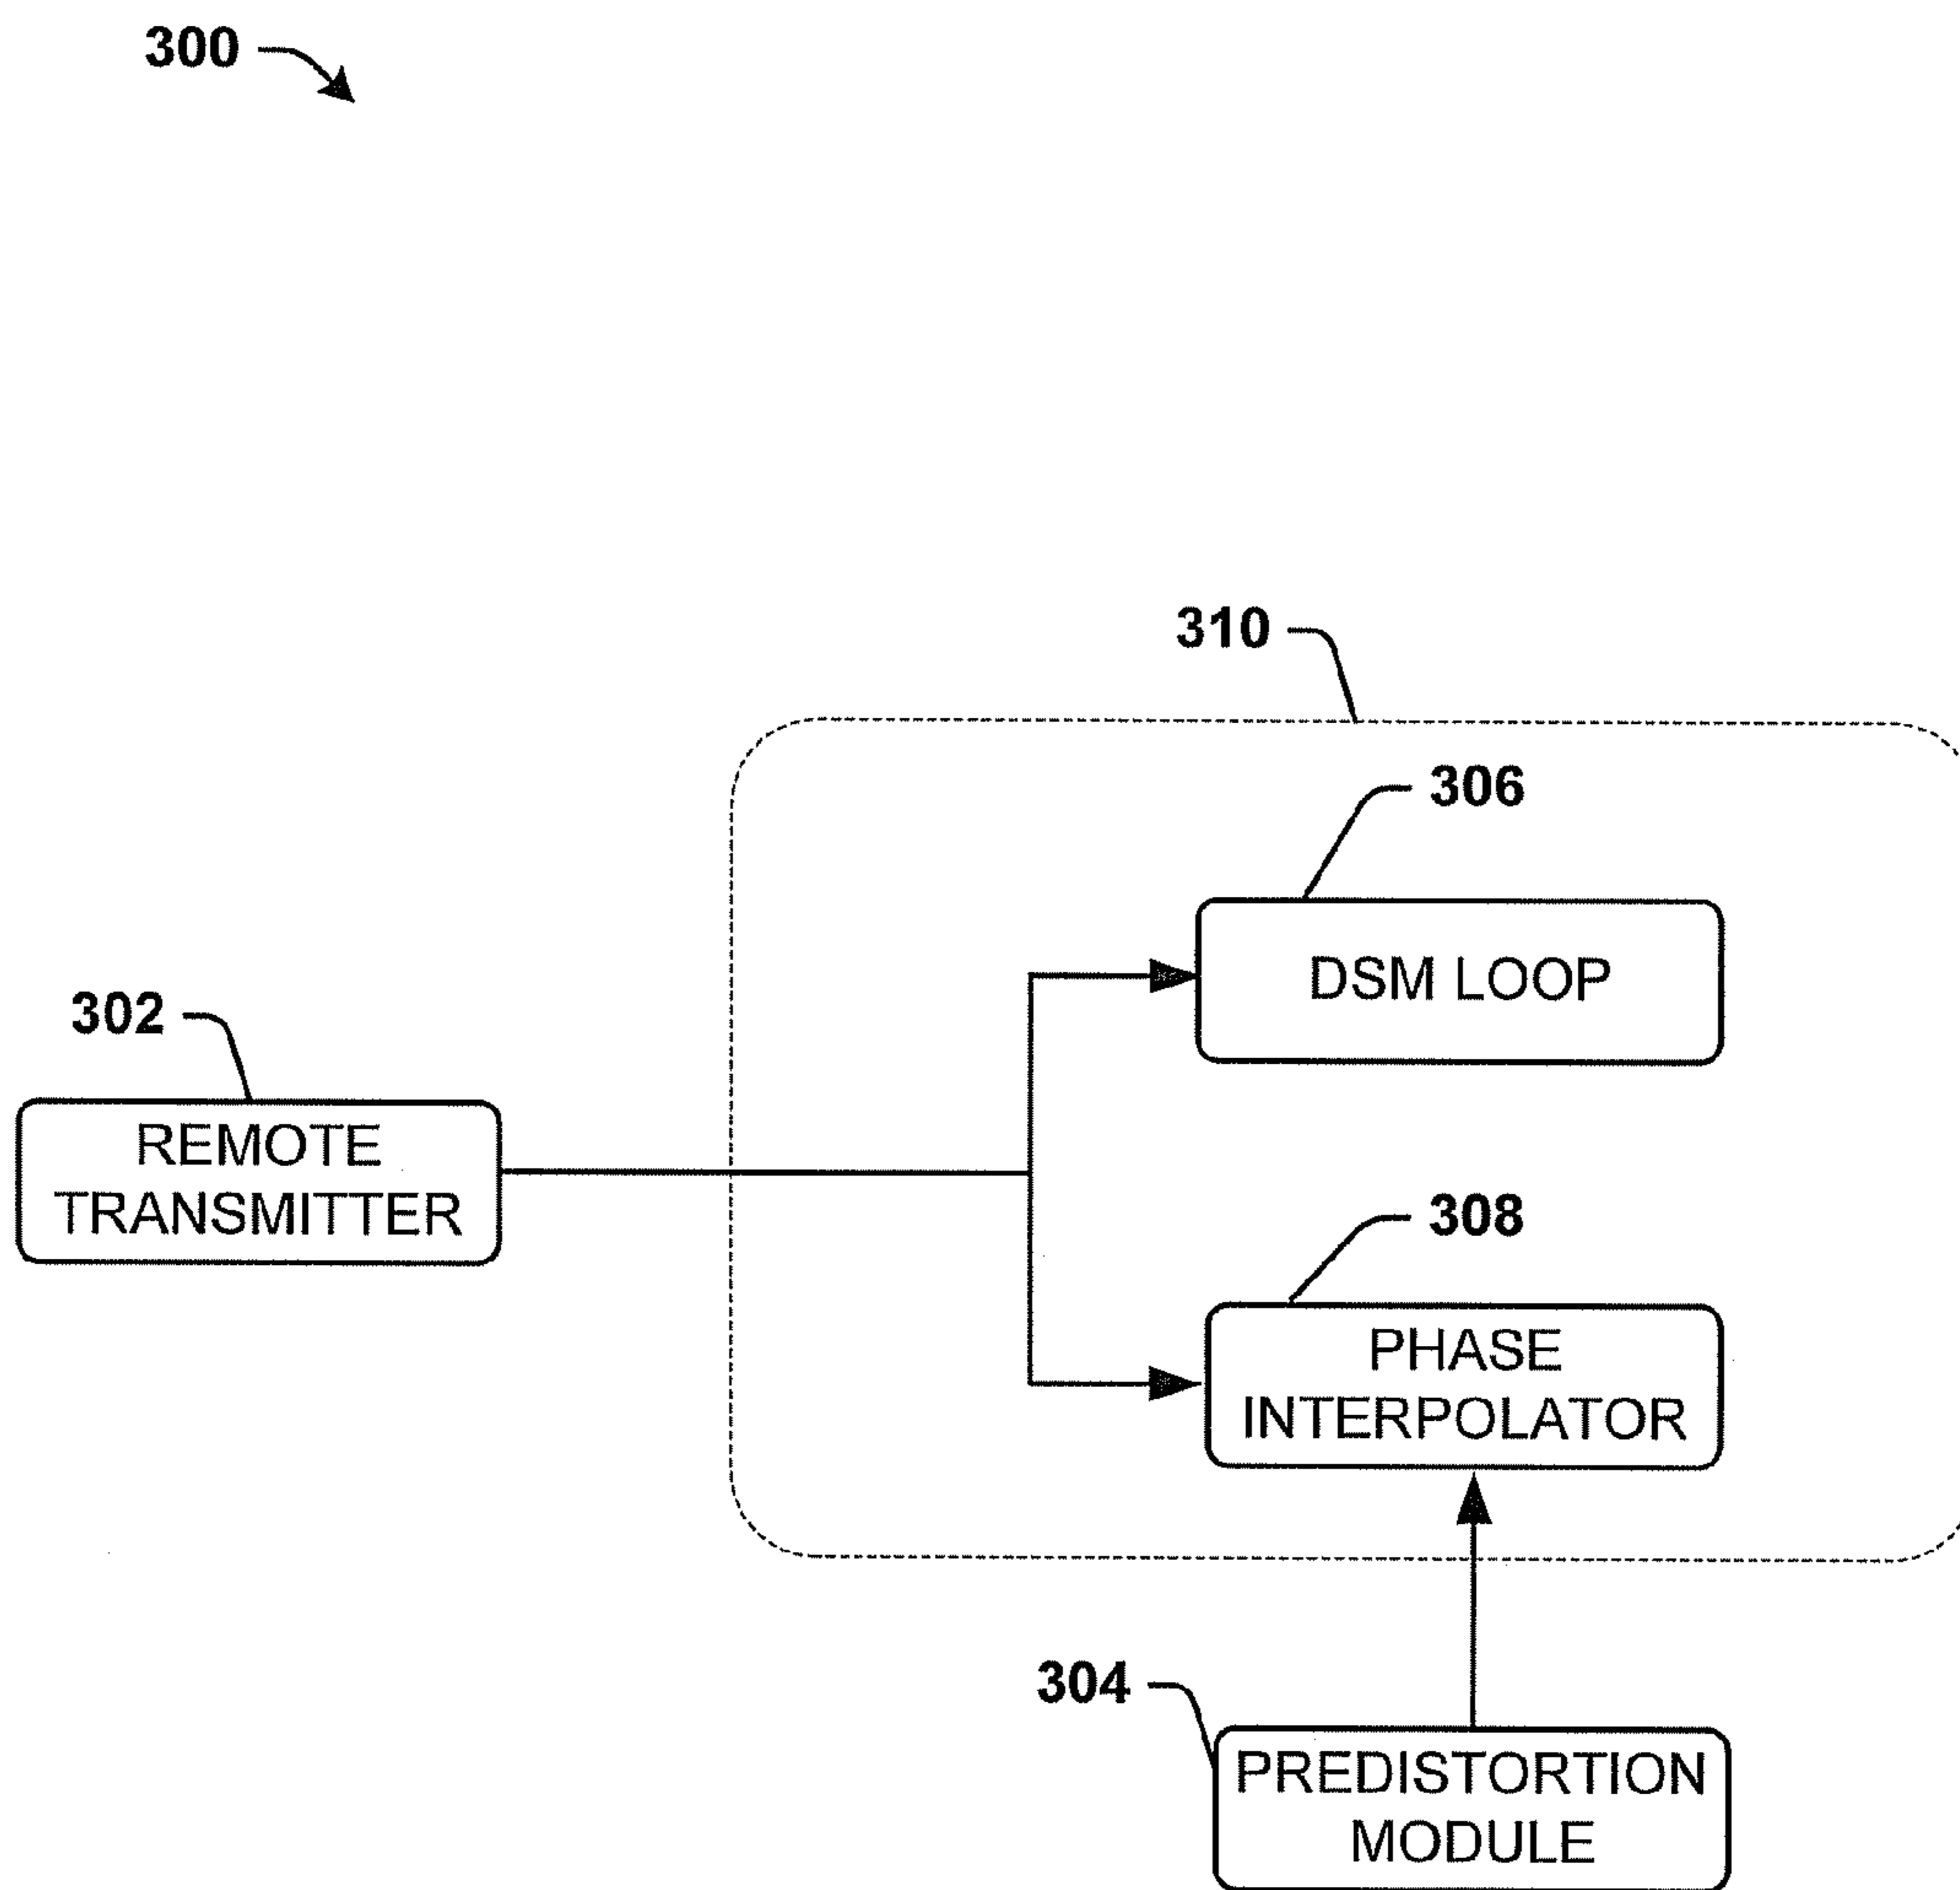 300
310
306
DSM LOOP
302
REMOTE
TRANSMITTER
308
PHASE
INTERPOLATOR
304
PREDISTORTION
MODULE